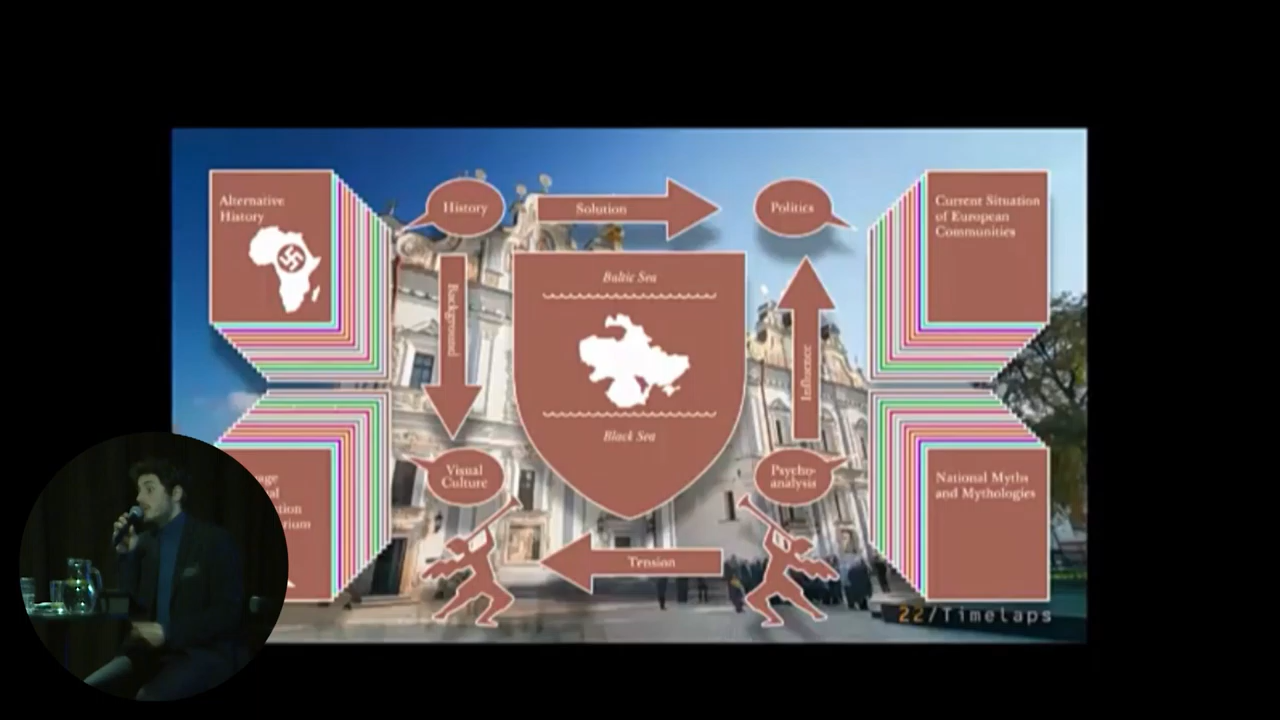 Alternative
History
History
Solution
Politics
Current Situation
of European
Communities
Background
Baltic Sea
Influence
Black Sea
Visual
Culture
Psycho-
analysis
National Myths
and Mythologies
Tension
22/Timelaps